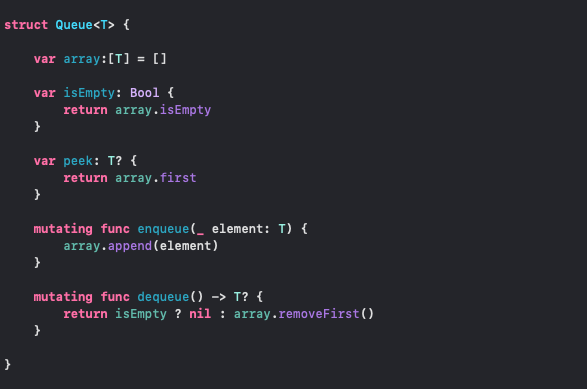 struct Queue<T> {
var array:[T] = []
var isEmpty: Bool {
return array.isEmpty
}
var peek: T? {
return array.first
}
mutating func enqueue(_ element: T) {
array.append(element)
}
mutating func dequeue() -> T? {
return isEmpty ? nil : array.removeFirst()
}
}